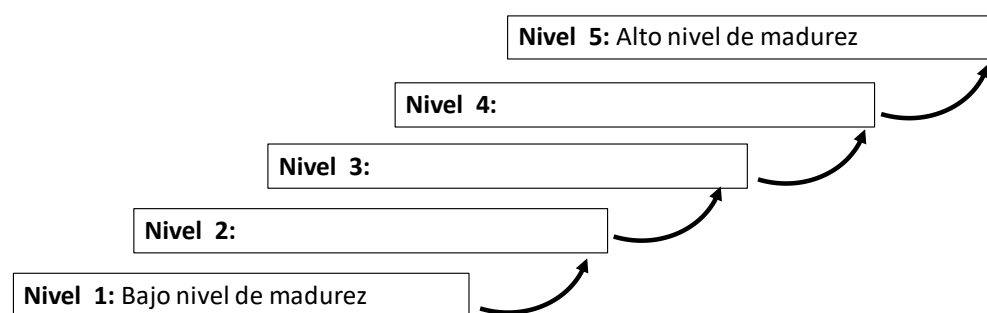 Nivel 5: Alto nivel de madurez
Nivel 4:
Nivel 3:
Nivel 2:
Nivel 1: Bajo nivel de madurez